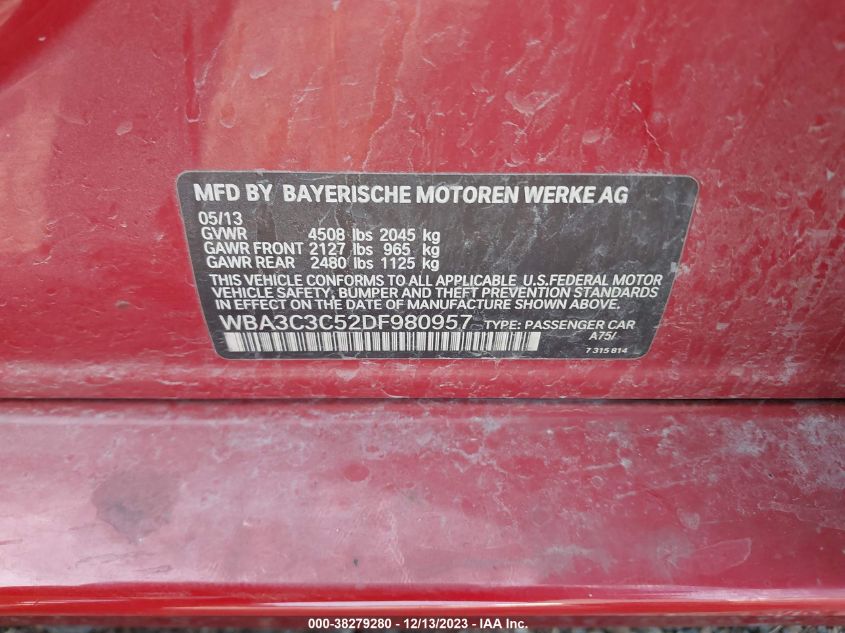 MFD BY BAYERISCHE MOTOREN WERKE AG
05/13
GVWR 4508 lbs 2045 kg
GAWR FRONT 2127 lbs 965 kg
GAWR REAR 2480 lbs 1125 kg
THIS VEHICLE CONFORMS TO ALL APPLICABLE U.S.FEDERAL MOTOR
VEHICLE SAFETY, BUMPER AND THEFT PREVENTION STANDARDS
IN EFFECT ON THE DATE OF MANUFACTURE SHOWN ABOVE.
WBA3C3C52DF980957 TYPE: PASSENGER CAR
A75/
7 315 814
000-38279280 - 12/13/2023 - IAA Inc.